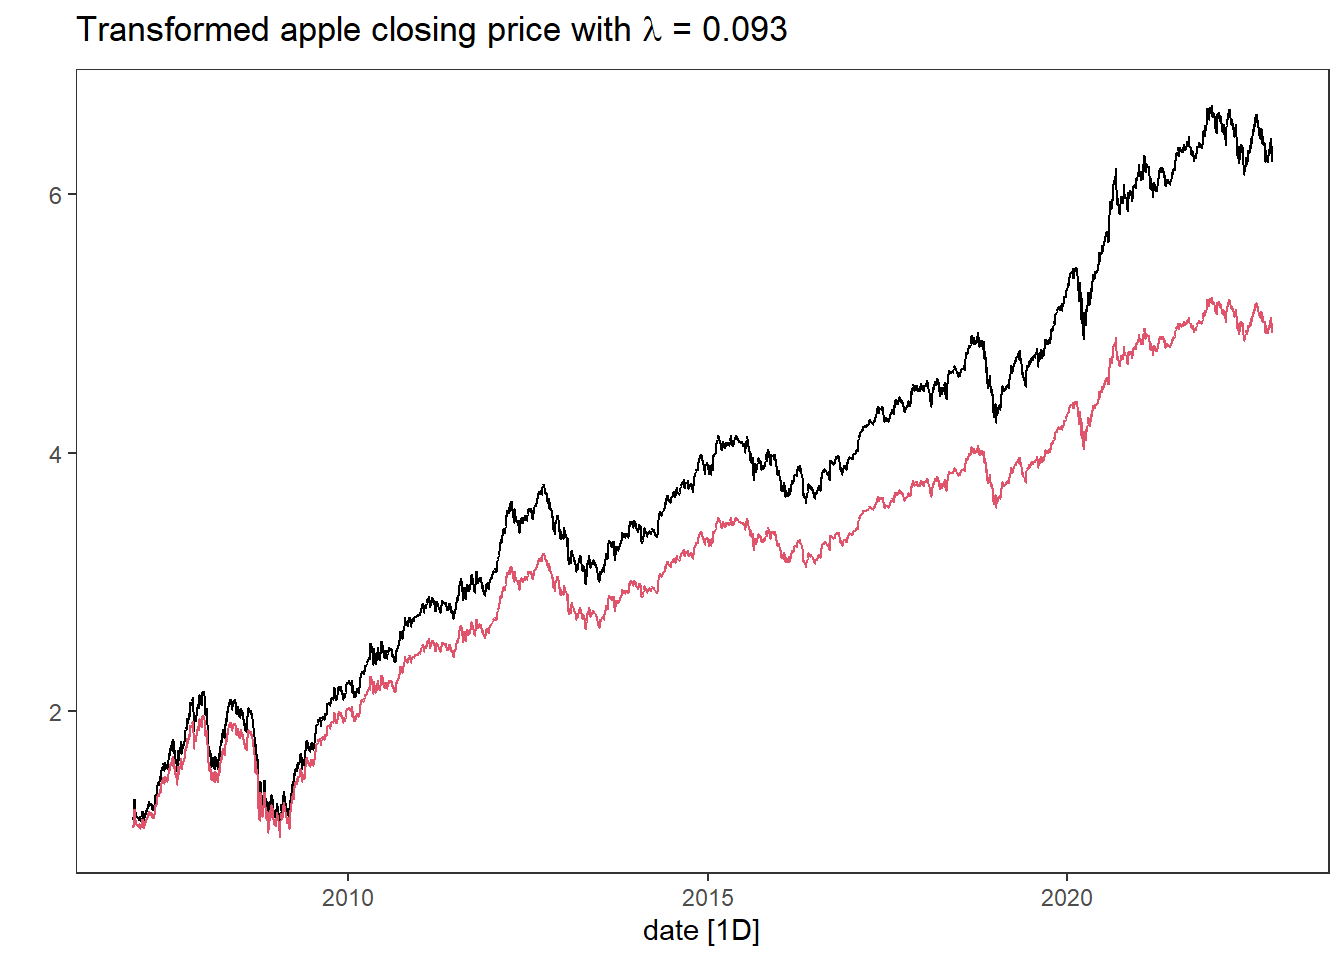 Transformed apple closing price with λ = 0.093
6
4
2
2010 2015 2020
date [1D]